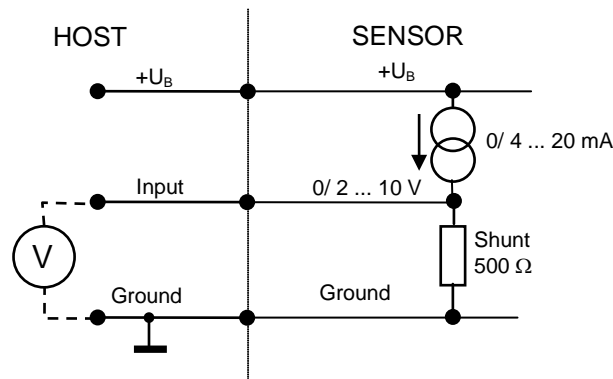 HOST
SENSOR
+UB
+UB
0/ 4 ... 20 mA
Input
0/ 2 ... 10 V
V
Shunt
500 Ω
Ground
Ground